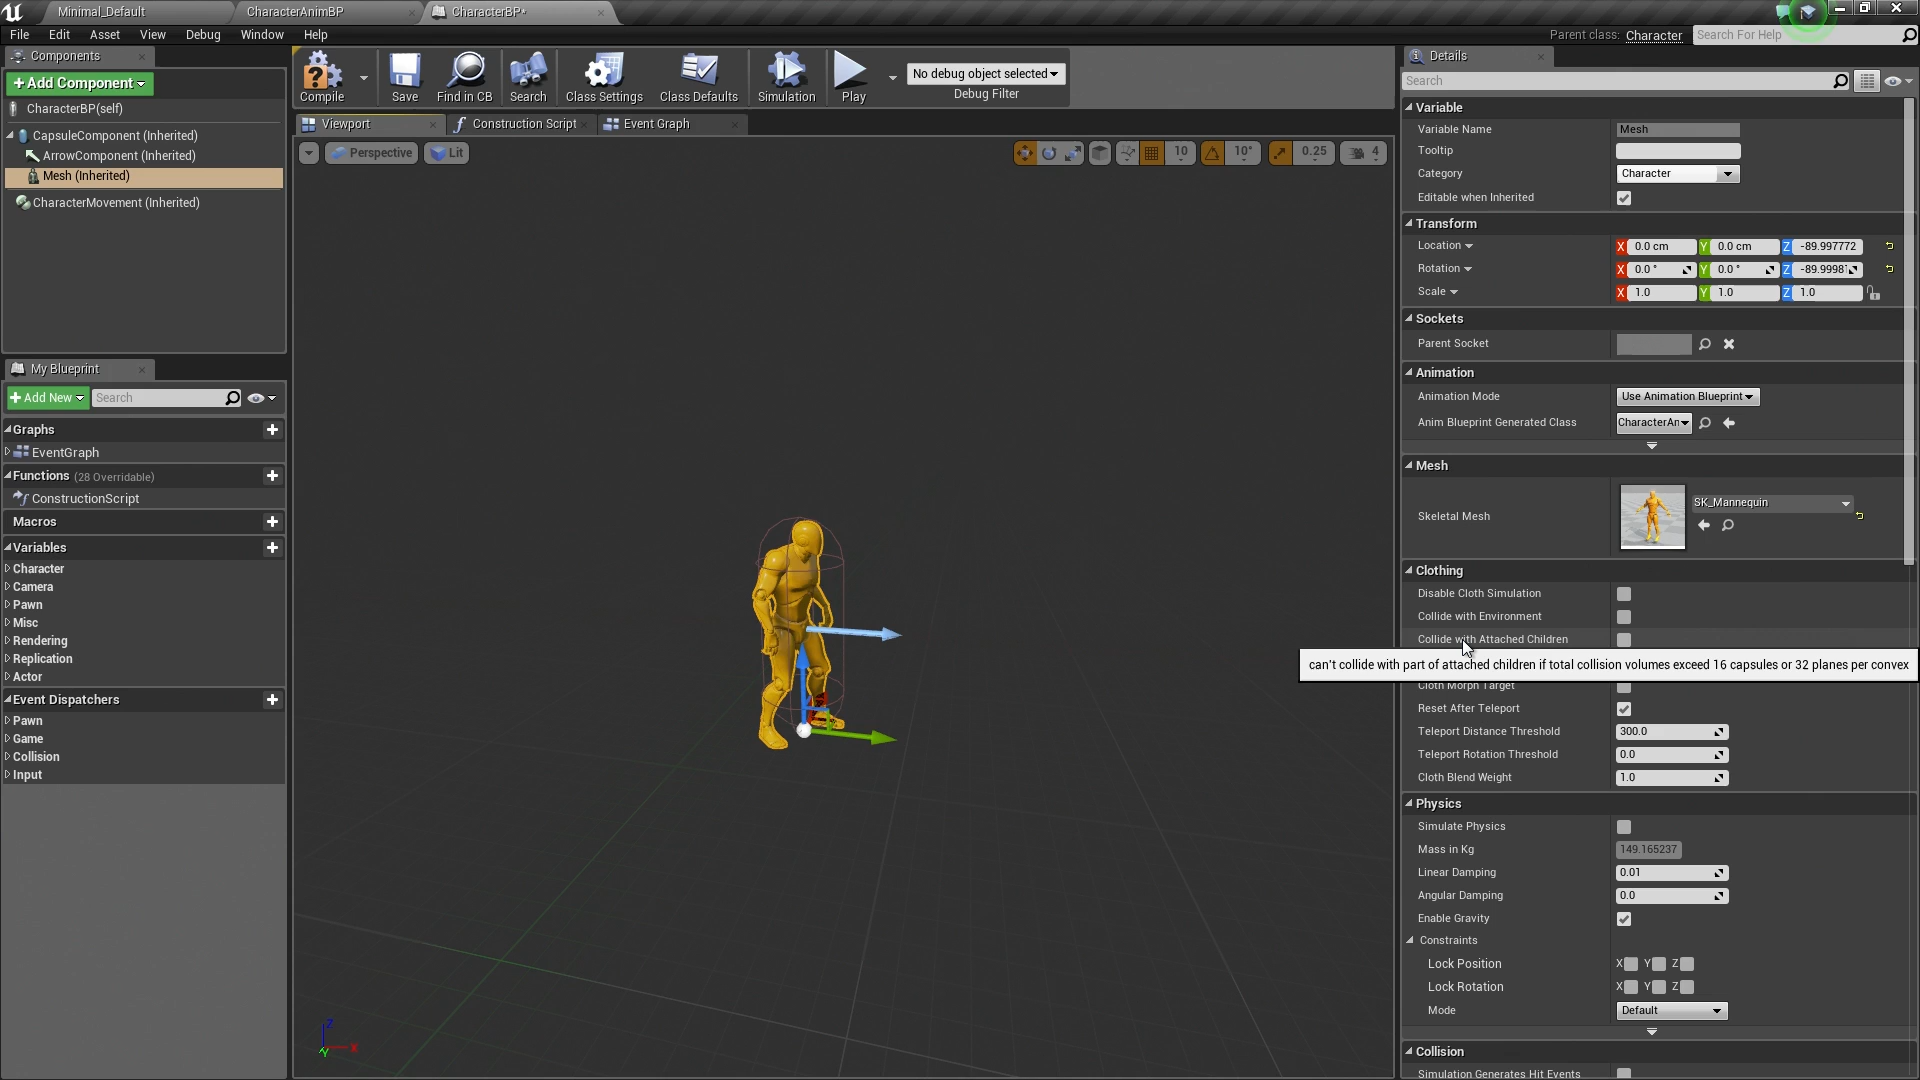 Minimal_Default
CharacterAnimBP
CharacterBP*
File Edit Asset View Debug Window Help
Parent class: Character
Search For Help
Components
+Add Component
CharacterBP(self)
CapsuleComponent (Inherited)
ArrowComponent (Inherited)
Mesh (Inherited)
CharacterMovement (Inherited)
My Blueprint
+Add New
Search
Graphs
EventGraph
Functions (28 Overridable)
ConstructionScript
Macros
Variables
Character
Camera
Pawn
Misc
Rendering
Replication
Actor
Event Dispatchers
Pawn
Game
Collision
Input
Compile
Save
Find in CB
Search
Class Settings
Class Defaults
Simulation
Play
No debug object selected
Debug Filter
Viewport
Construction Script
Event Graph
Perspective
Lit
10
10°
0.25
4
Z
X
Y
Details
Search
Variable
Variable Name Mesh
Tooltip
Category Character
Editable when Inherited
Transform
Location X 0.0 cm Y 0.0 cm Z -89.997772
Rotation X 0.0 ° Y 0.0 ° Z -89.9998
Scale X 1.0 Y 1.0 Z 1.0
Sockets
Parent Socket
Animation
Animation Mode Use Animation Blueprint
Anim Blueprint Generated Class CharacterAn
Mesh
Skeletal Mesh SK_Mannequin
Clothing
Disable Cloth Simulation
Collide with Environment
Collide with Attached Children
can't collide with part of attached children if total collision volumes exceed 16 capsules or 32 planes per convex
Cloth Morph Target
Reset After Teleport
Teleport Distance Threshold 300.0
Teleport Rotation Threshold 0.0
Cloth Blend Weight 1.0
Physics
Simulate Physics
Mass in Kg 149.165237
Linear Damping 0.01
Angular Damping 0.0
Enable Gravity
Constraints
Lock Position X Y Z
Lock Rotation X Y Z
Mode Default
Collision
Simulation Generates Hit Events